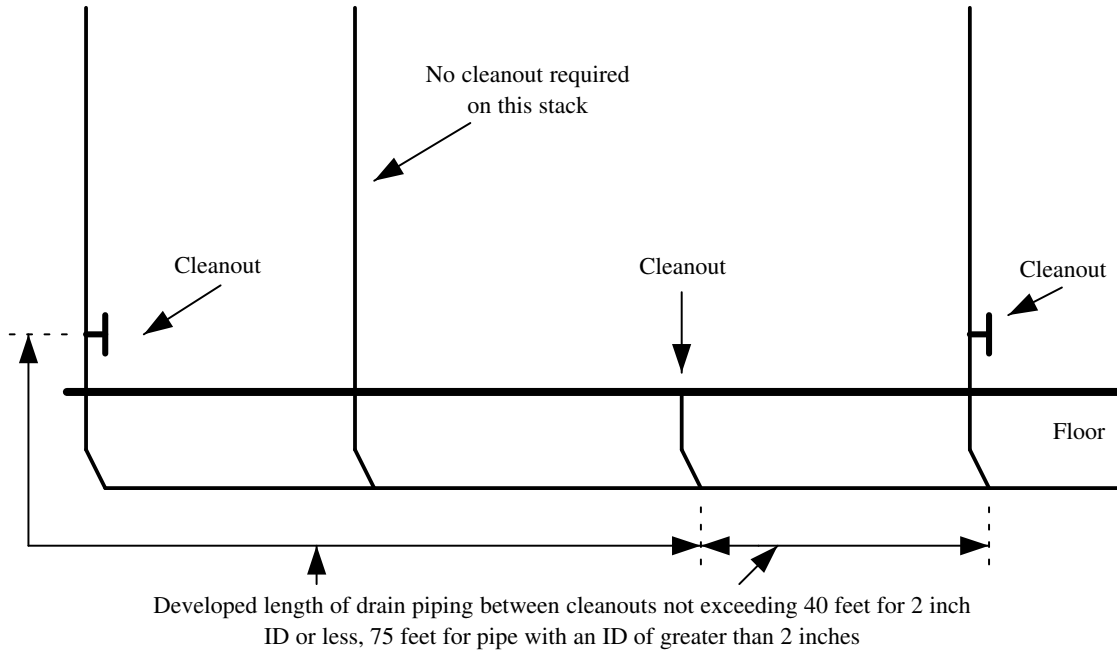 No cleanout required
on this stack
Cleanout
Cleanout
Cleanout
Floor
Developed length of drain piping between cleanouts not exceeding 40 feet for 2 inch
ID or less, 75 feet for pipe with an ID of greater than 2 inches